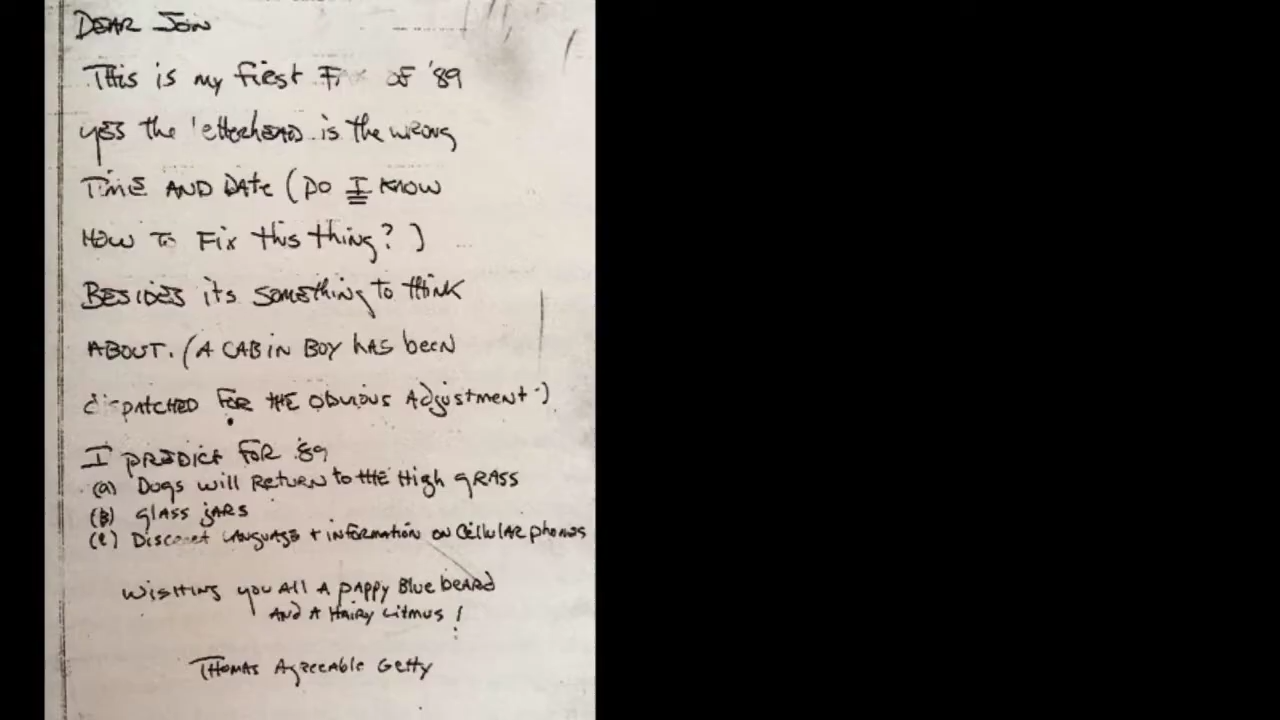 DEAR Jon
This is my first FAX of '89
yes the letterhead is the wrong
Time AND DAte (Do I KNOW
HOW TO Fix this thing?)
BESIDES its something to think
ABOUT. (A CABIN BOY has been
dispATCHED FOR THE OBVIOUS Adjustment.)
I PREDICT FOR '89
(a) Dogs will RETURN to tHE High gRASS
(B) glASS jARS
(C) Discreet LANGUAGE + information on Cellular phones
Wishing you All A pappy Blue beard
AND A HAIRY Litmus!
THOMAS Agreeable Getty